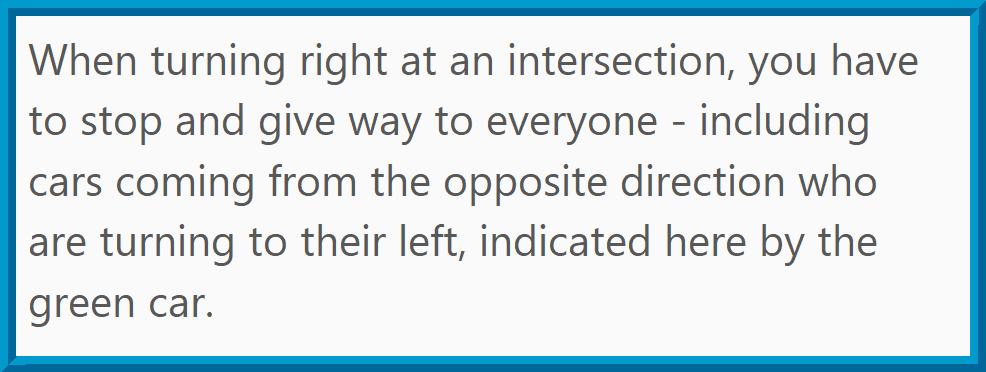 When turning right at an intersection, you have
to stop and give way to everyone - including
cars coming from the opposite direction who
are turning to their left, indicated here by the
green car.